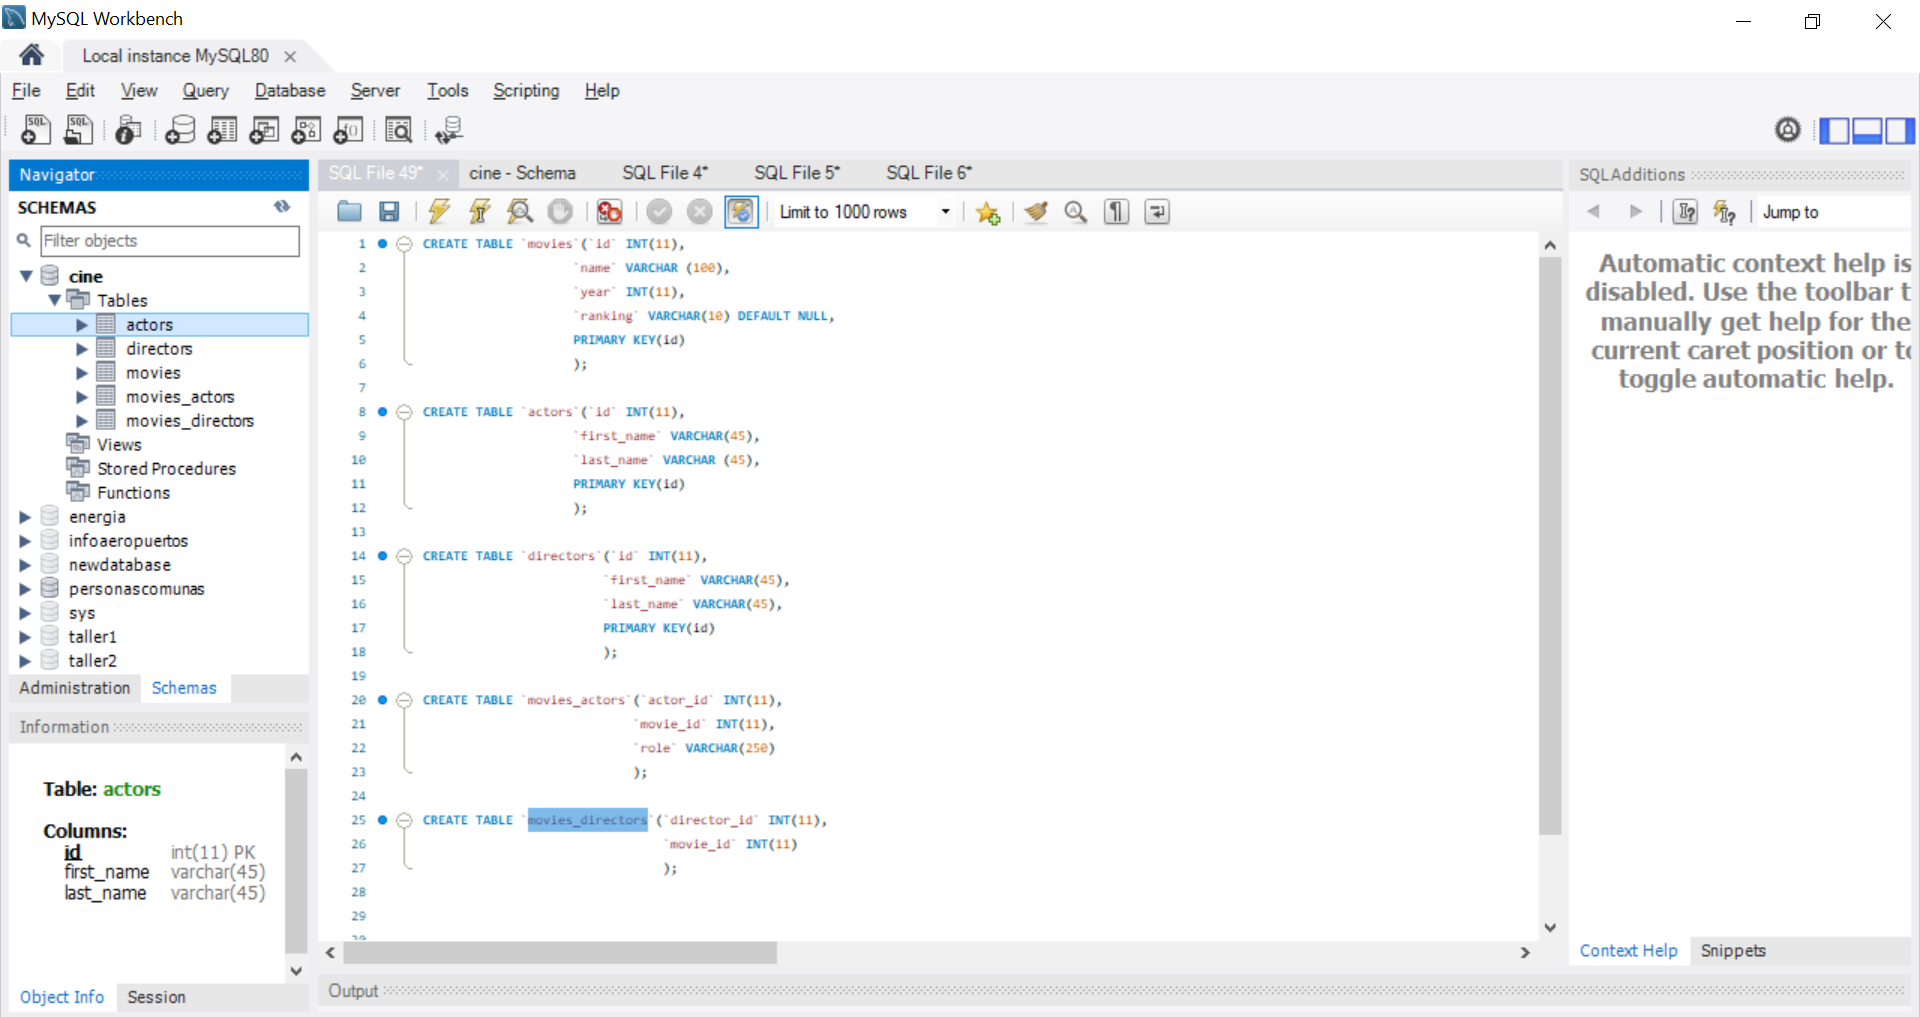 MySQL Workbench
Local instance MySQL80
File Edit View Query Database Server Tools Scripting Help
Navigator
SCHEMAS
Filter objects
cine
Tables
actors
directors
movies
movies_actors
movies_directors
Views
Stored Procedures
Functions
energia
infoaeropuertos
newdatabase
personascomunas
sys
taller1
taller2
Administration Schemas
Information
Table: actors
Columns:
id int(11) PK
first_name varchar(45)
last_name varchar(45)
Object Info Session
SQL File 49* cine - Schema SQL File 4* SQL File 5* SQL File 6*
Limit to 1000 rows
1 CREATE TABLE `movies`(`id` INT(11),
2 `name` VARCHAR (100),
3 `year` INT(11),
4 `ranking` VARCHAR(10) DEFAULT NULL,
5 PRIMARY KEY(id)
6 );
7
8 CREATE TABLE `actors`(`id` INT(11),
9 `first_name` VARCHAR(45),
10 `last_name` VARCHAR (45),
11 PRIMARY KEY(id)
12 );
13
14 CREATE TABLE `directors`(`id` INT(11),
15 `first_name` VARCHAR(45),
16 `last_name` VARCHAR(45),
17 PRIMARY KEY(id)
18 );
19
20 CREATE TABLE `movies_actors`(`actor_id` INT(11),
21 `movie_id` INT(11),
22 `role` VARCHAR(250)
23 );
24
25 CREATE TABLE `movies_directors`(`director_id` INT(11),
26 `movie_id` INT(11)
27 );
28
29
Output
SQLAdditions
Jump to
Automatic context help is
disabled. Use the toolbar t
manually get help for the
current caret position or to
toggle automatic help.
Context Help Snippets